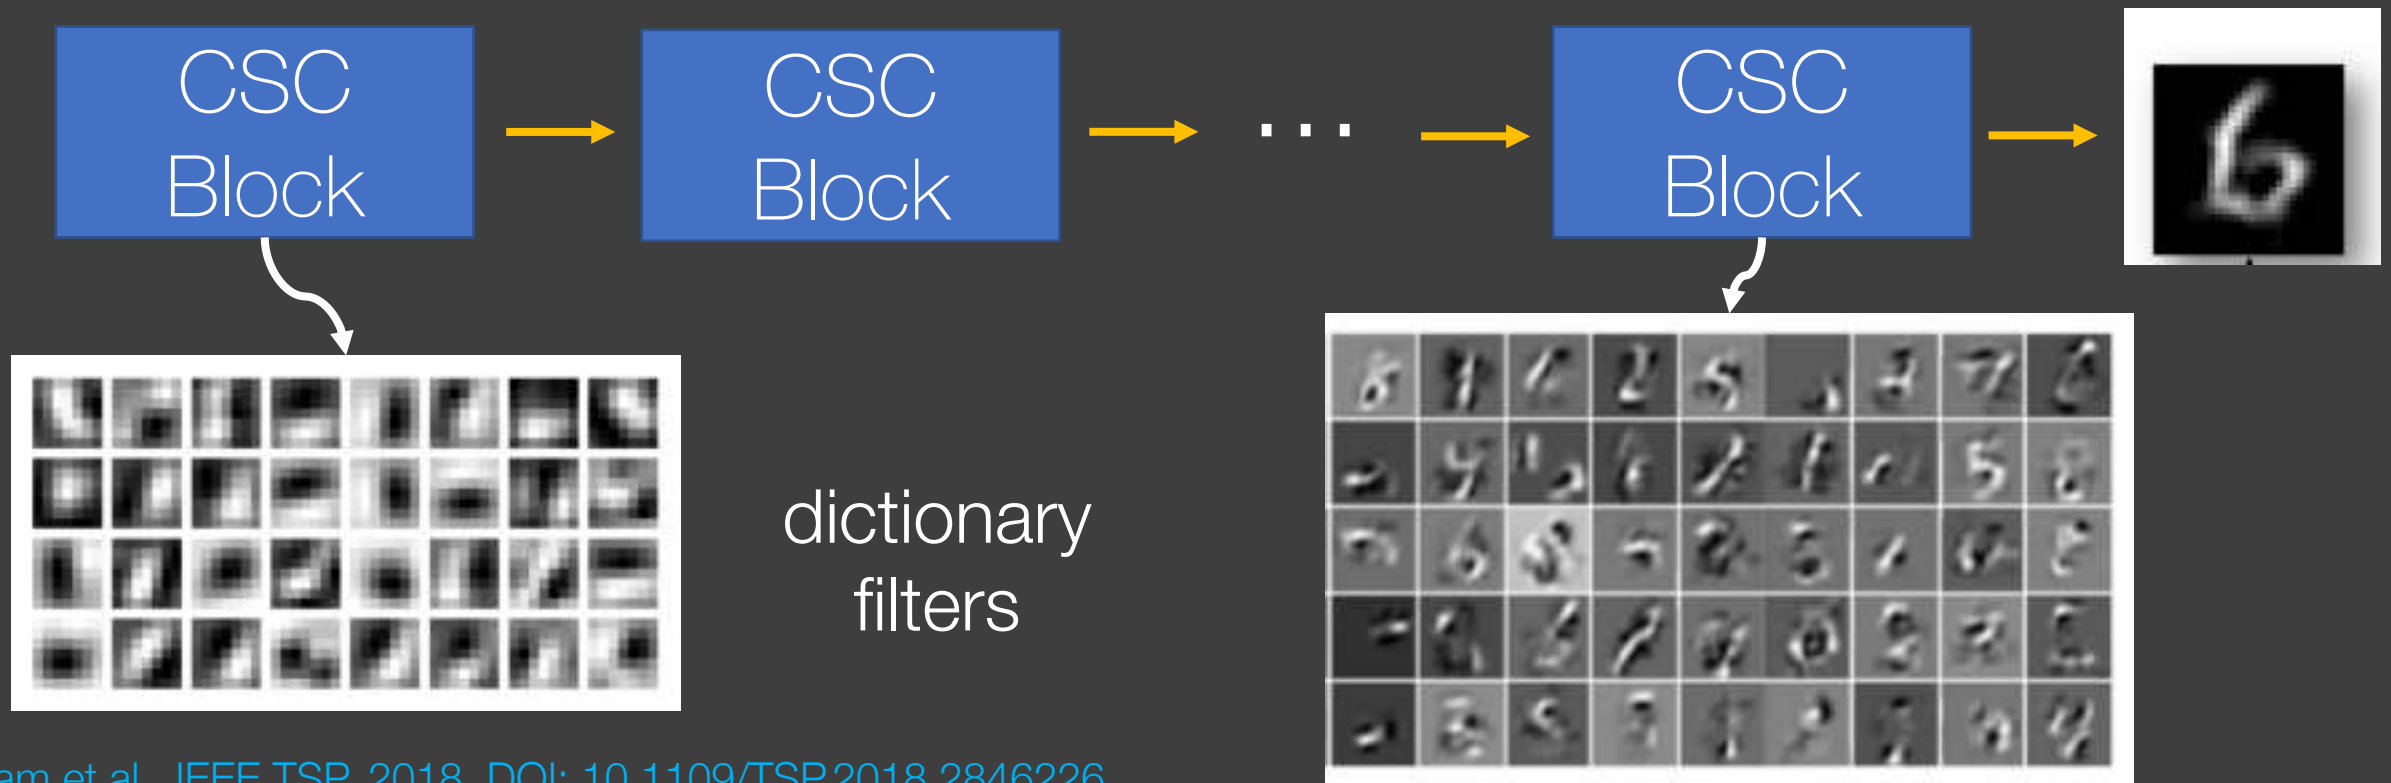 CSC
Block
CSC
Block
. . .
CSC
Block
dictionary
filters
am et al., IEEE TSP, 2018, DOI: 10.1109/TSP.2018.2846226